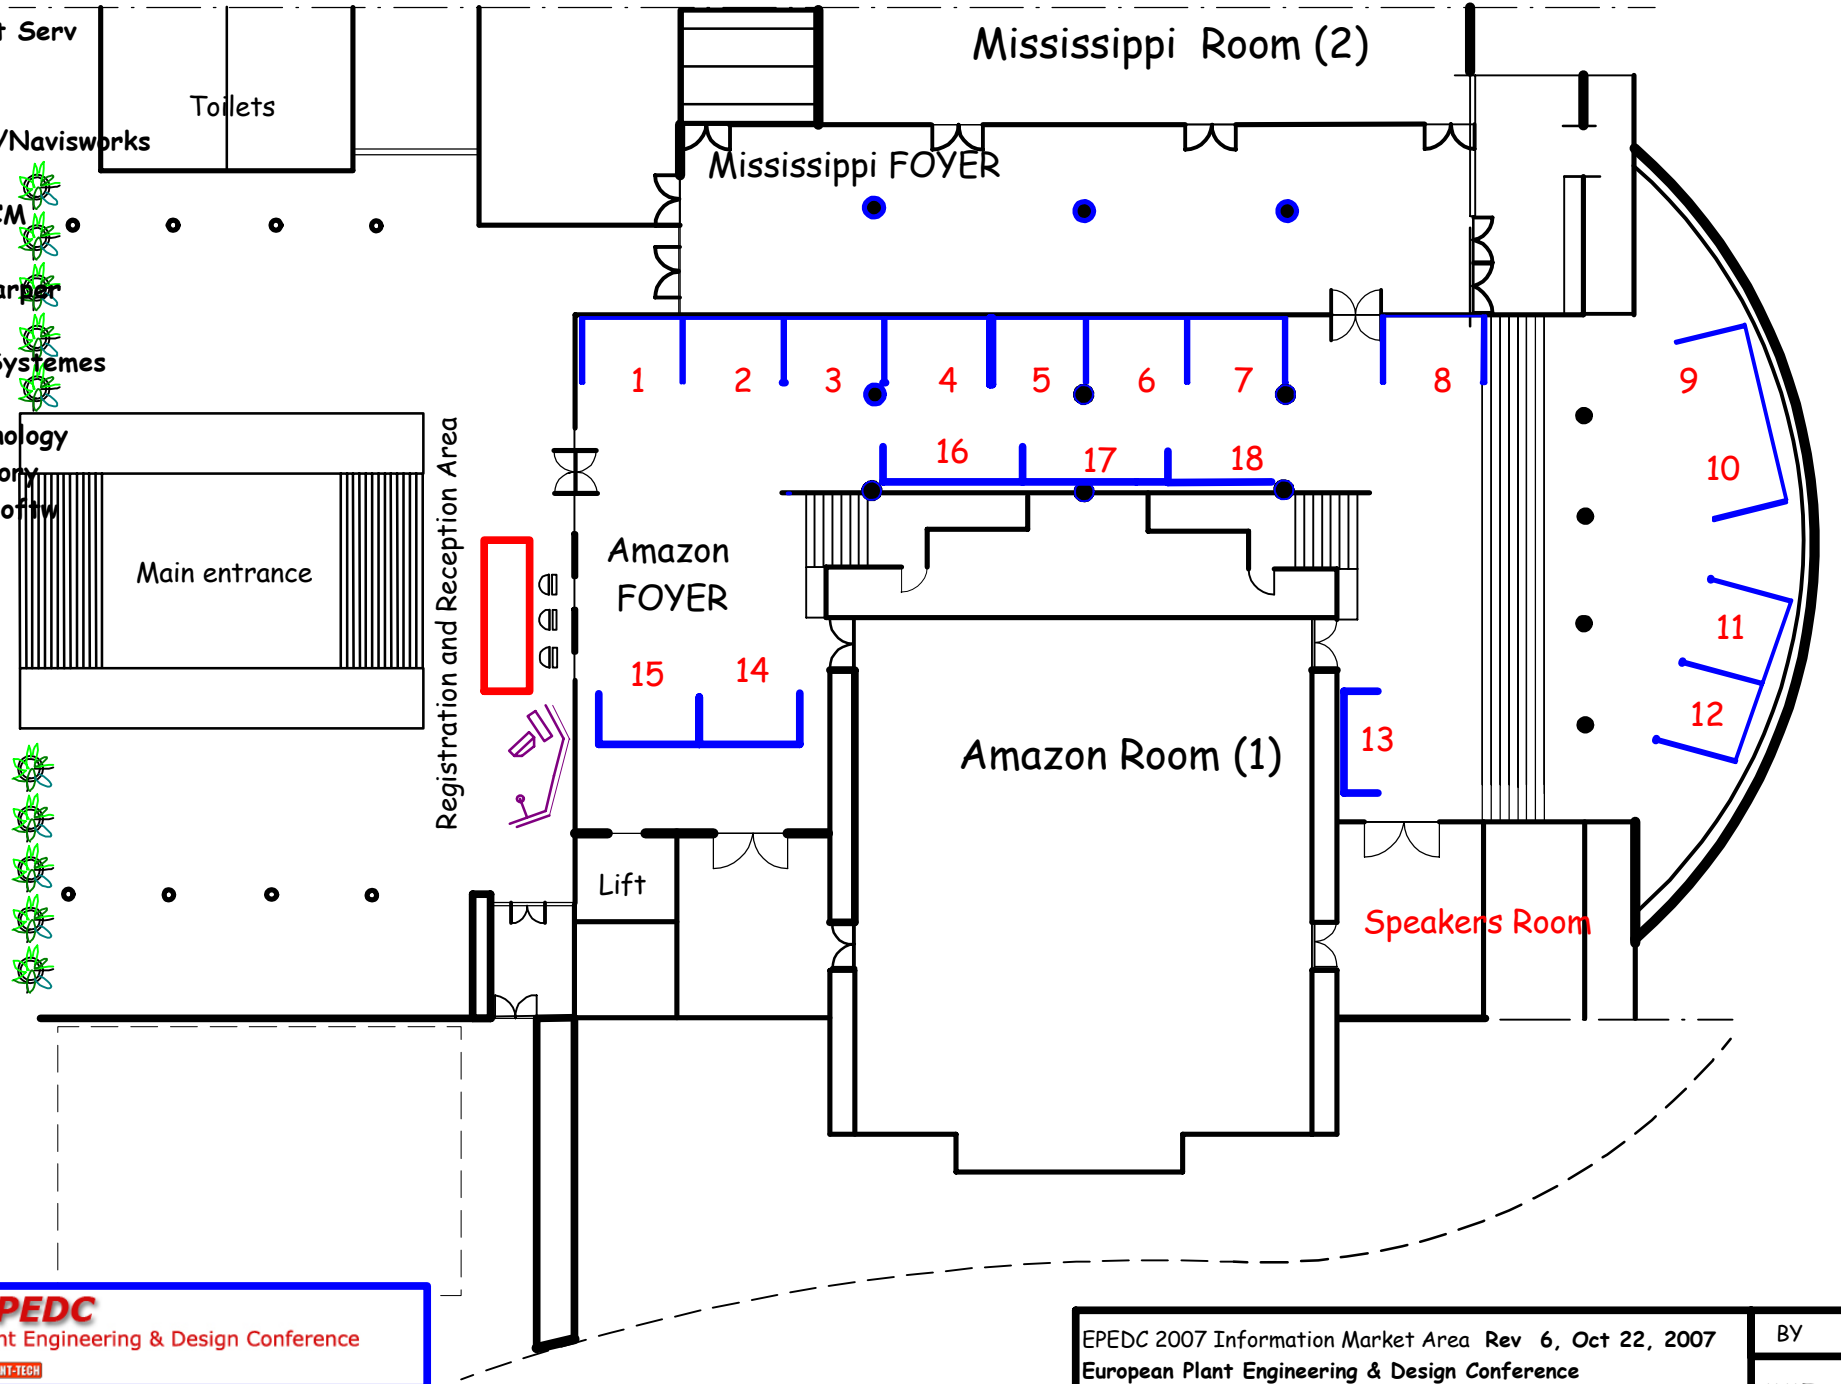 t Serv
Mississippi Room (2)
Toilets
/Navisworks
Mississippi FOYER
Systemes
1
2
3
4
5
6
7
8
9
16
17
18
10
Registration and Reception Area
Main entrance
Amazon
FOYER
11
15
14
12
13
Amazon Room (1)
Lift
Speakers Room
PEDC
nt Engineering & Design Conference
NT-TECH
EPEDC 2007 Information Market Area Rev 6, Oct 22, 2007
European Plant Engineering & Design Conference
BY